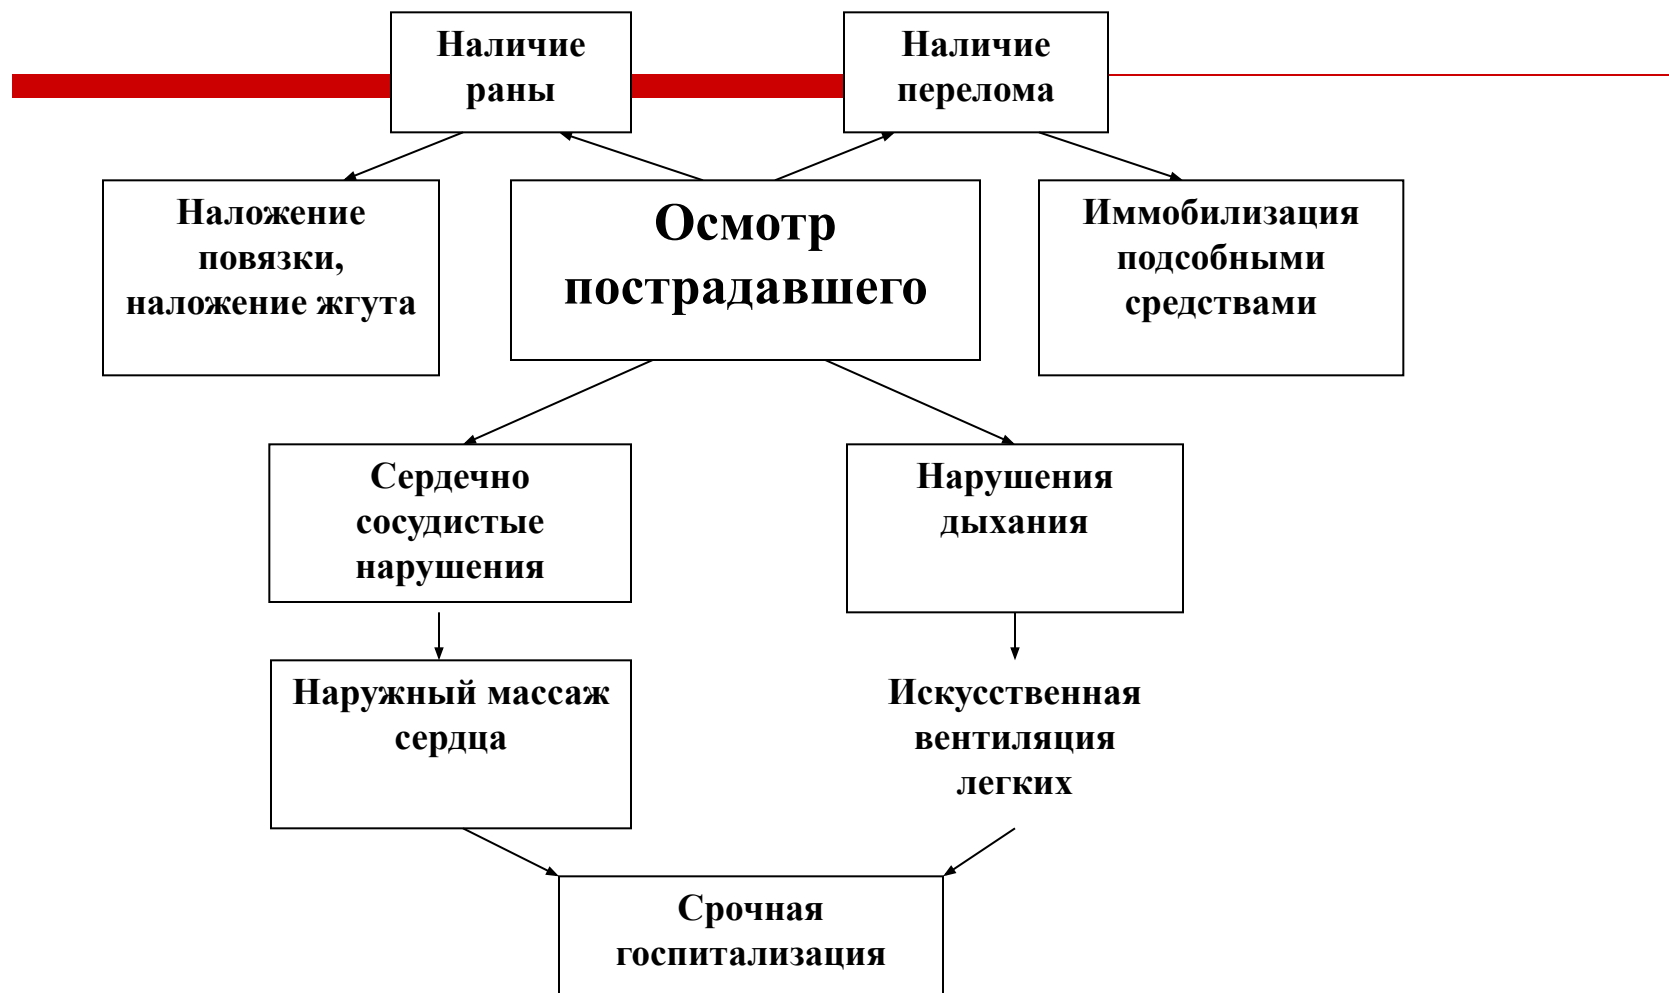 Наличие
раны
Наличие
перелома
Наложение
повязки,
наложение жгута
Осмотр
пострадавшего
Иммобилизация
подсобными
средствами
Сердечно
сосудистые
нарушения
Нарушения
дыхания
Наружный массаж
сердца
Искусственная
вентиляция
легких
Срочная
госпитализация